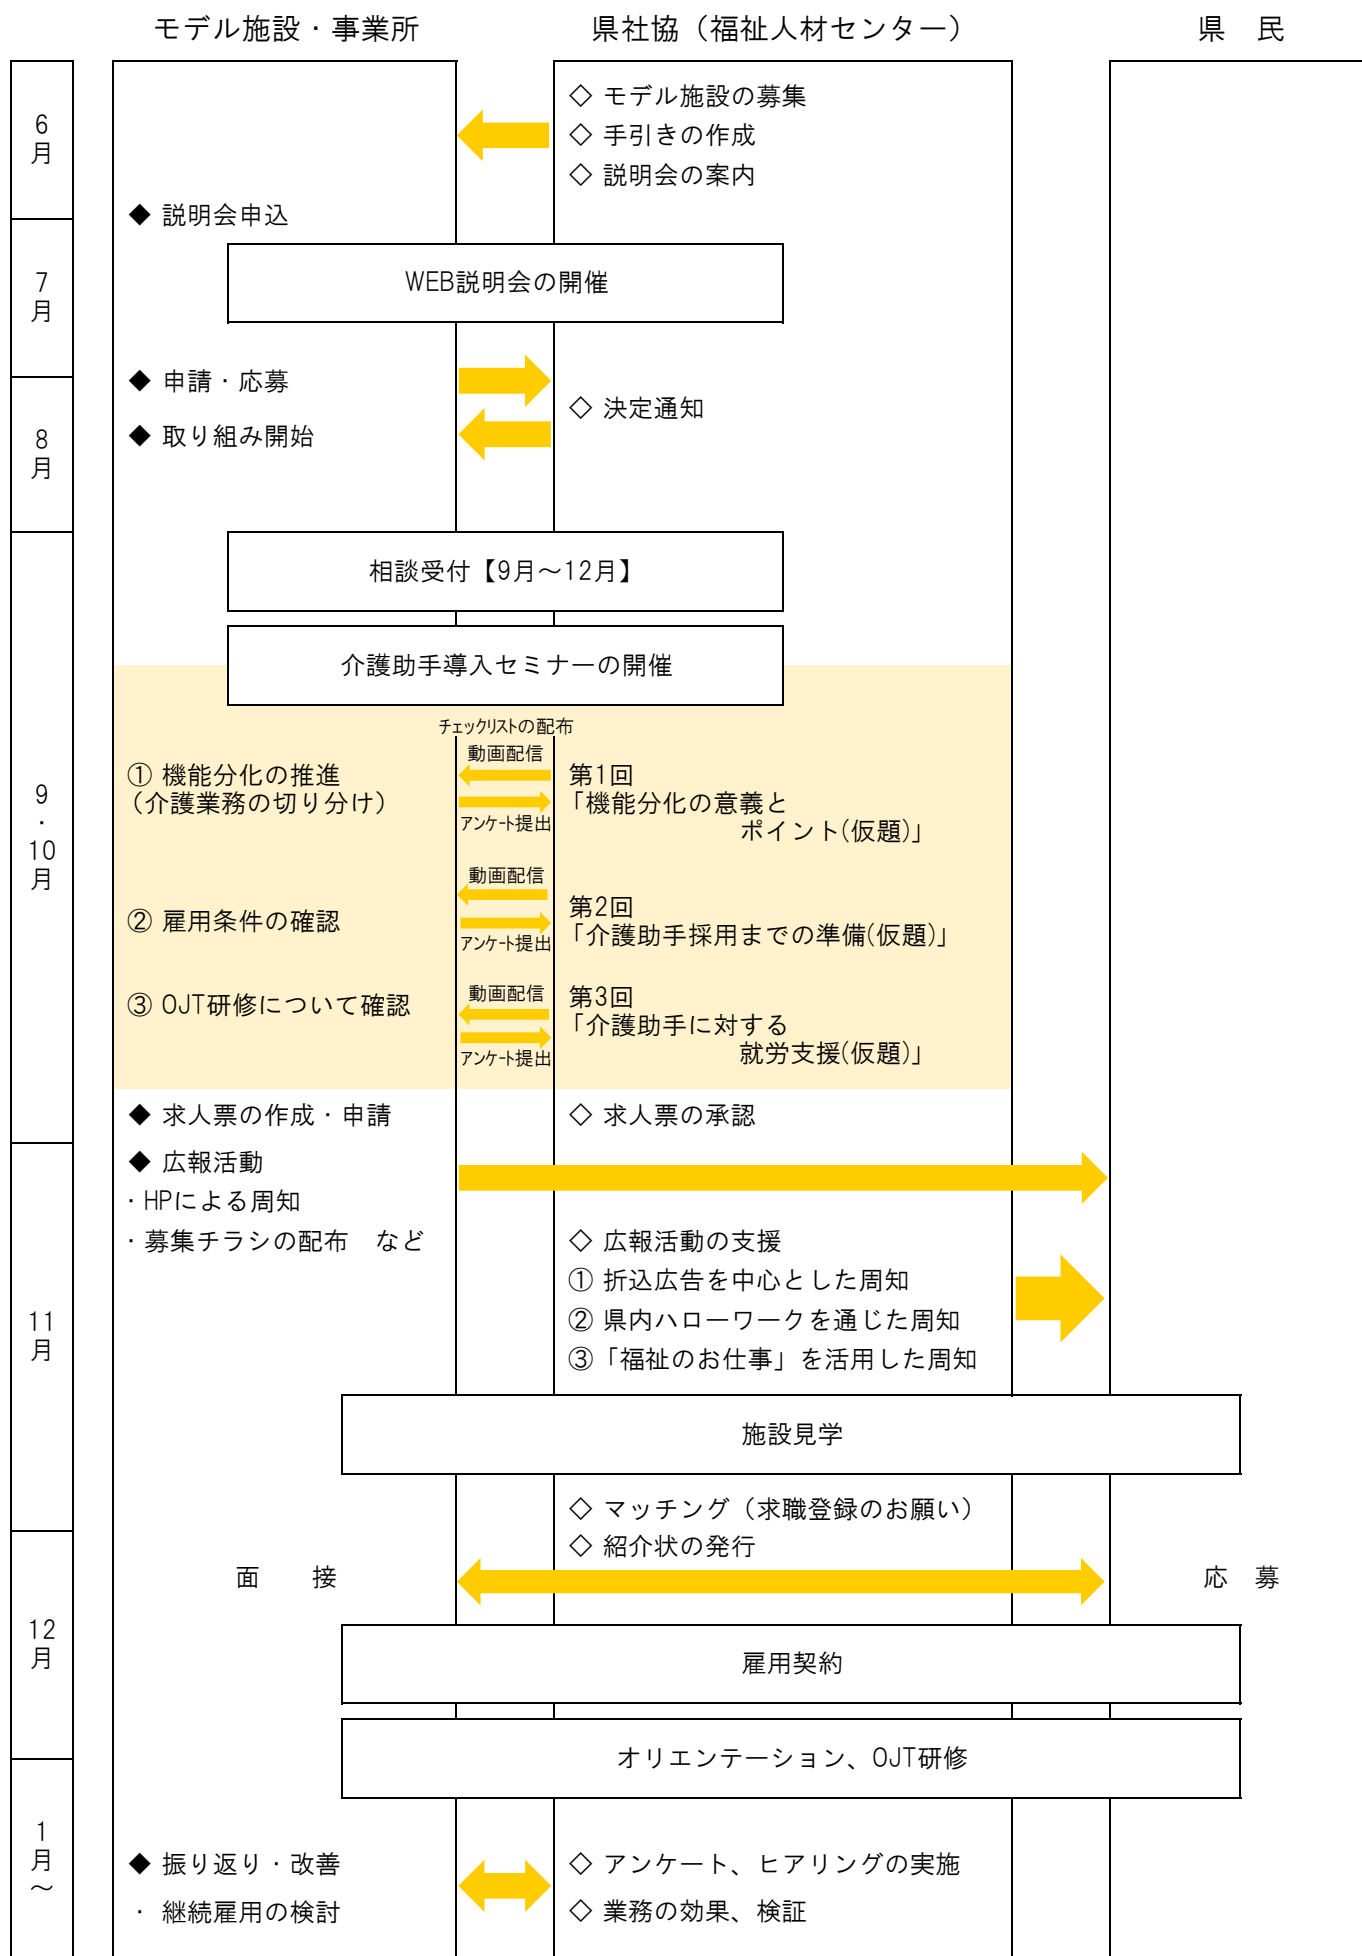 モデル施設・事業所
県社協（福祉人材センター）
県　民
6
月
◇ モデル施設の募集
◇ 手引きの作成
◇ 説明会の案内
◆ 説明会申込
7
月
WEB説明会の開催
◆ 申請・応募
◇ 決定通知
8
月
◆ 取り組み開始
相談受付【9月～12月】
介護助手導入セミナーの開催
9
・
10
月
チェックリストの配布
動画配信
① 機能分化の推進
（介護業務の切り分け）
アンケート提出
第1回
「機能分化の意義と
ポイント(仮題)」
動画配信
② 雇用条件の確認
アンケート提出
第2回
「介護助手採用までの準備(仮題)」
動画配信
③ OJT研修について確認
アンケート提出
第3回
「介護助手に対する
就労支援(仮題)」
◆ 求人票の作成・申請
◇ 求人票の承認
11
月
◆ 広報活動
・HPによる周知
・募集チラシの配布　など
◇ 広報活動の支援
① 折込広告を中心とした周知
② 県内ハローワークを通じた周知
③「福祉のお仕事」を活用した周知
施設見学
◇ マッチング（求職登録のお願い）
◇ 紹介状の発行
12
月
面　　接
応　募
雇用契約
オリエンテーション、OJT研修
1
月
～
◆ 振り返り・改善
・ 継続雇用の検討
◇ アンケート、ヒアリングの実施
◇ 業務の効果、検証